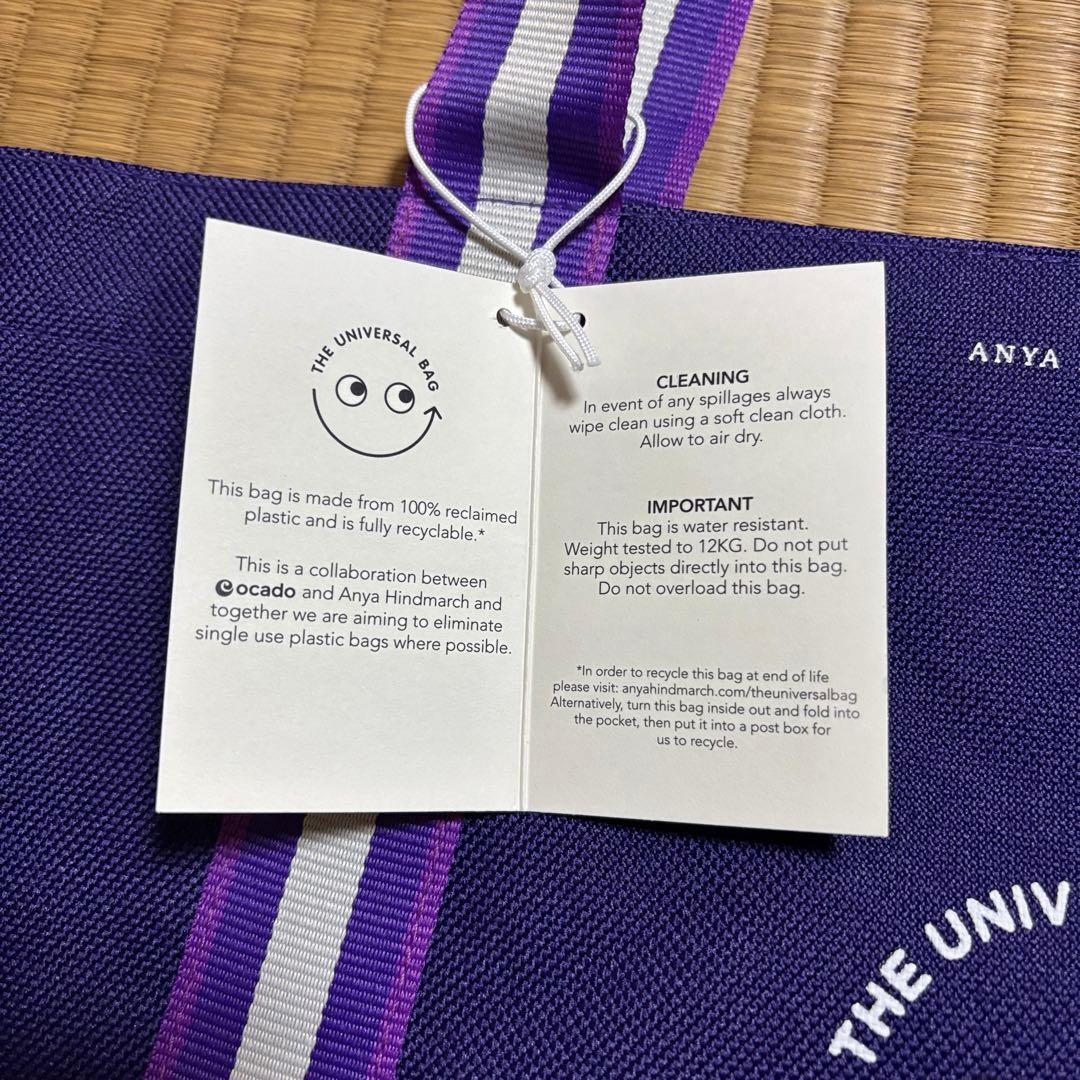 THE UNIVERSAL BAG
This bag is made from 100% reclaimed
plastic and is fully recyclable.*
This is a collaboration between
ocado and Anya Hindmarch and
together we are aiming to eliminate
single use plastic bags where possible.
CLEANING
In event of any spillages always
wipe clean using a soft clean cloth.
Allow to air dry.
IMPORTANT
This bag is water resistant.
Weight tested to 12KG. Do not put
sharp objects directly into this bag.
Do not overload this bag.
*In order to recycle this bag at end of life
please visit: anyahindmarch.com/theuniversalbag
Alternatively, turn this bag inside out and fold into
the pocket, then put it into a post box for
us to recycle.
ANYA
THE UNIV